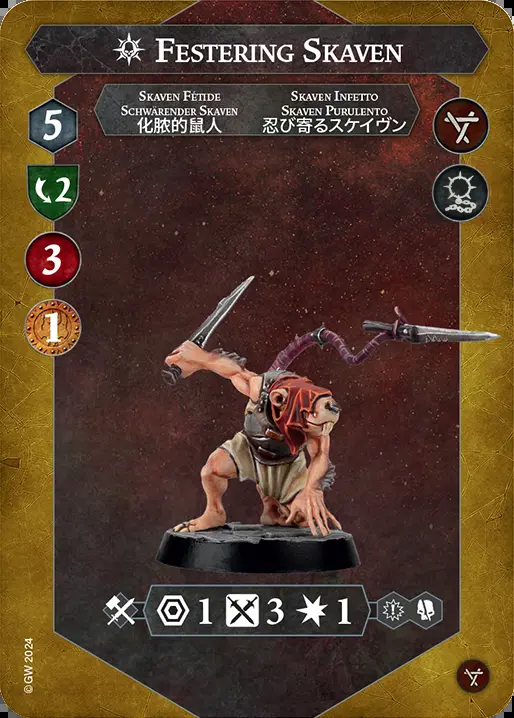 FESTERING SKAVEN
SKAVEN FÉTIDE
SCHWÄRENDER SKAVEN
化脓的鼠人
SKAVEN INFETTO
SKAVEN PURULENTO
忍び寄るスケイヴン
5
2
3
1
1 3 1
©GW 2024